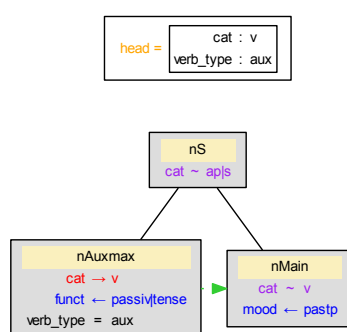 head =
cat : v
verb_type : aux
nS
cat ~ ap|s
nAuxmax
cat → v
funct ← passiv|tense
verb_type = aux
nMain
cat ~ v
mood ← pastp